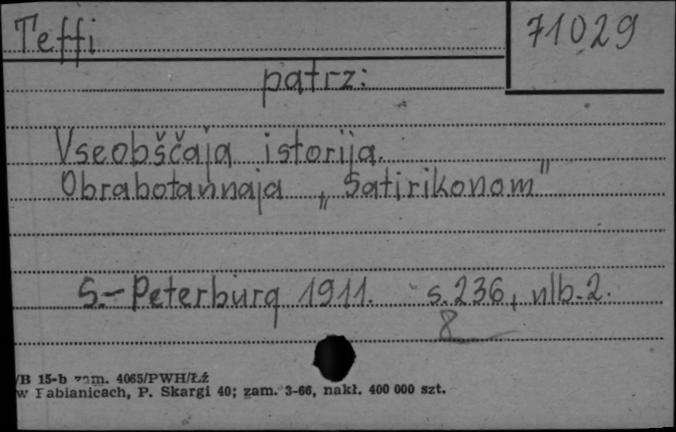 Teffi
71029
patrz:
Vseobščaja istorija.
Obrabotannaja „Satirikonom"
S.-Peterburg 1911. s. 236, nlb. 2.
8
/B 15-b zam. 4065/PWH/Łź
w Pabianicach, P. Skargi 40; zam. 3-66, nakł. 400 000 szt.